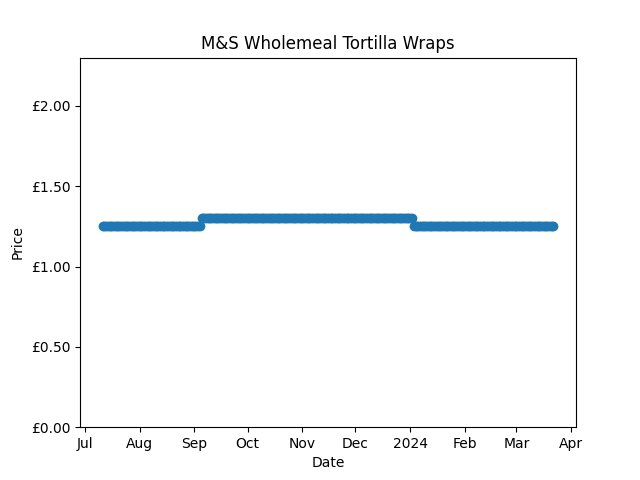 M&S Wholemeal Tortilla Wraps
£2.00
£1.50
£1.00
£0.50
£0.00
Price
Jul Aug Sep Oct Nov Dec 2024 Feb Mar Apr
Date